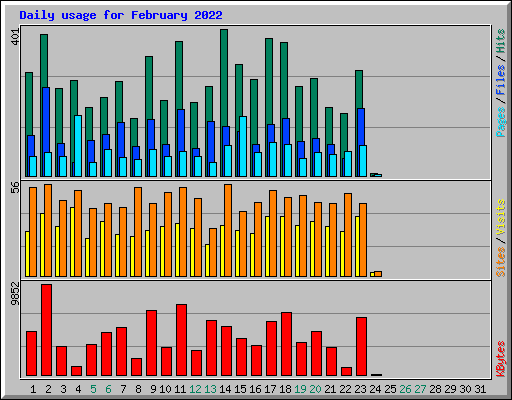 Daily usage for February 2022
401
Pages / Files / Hits
56
Sites / Visits
9852
KBytes
1 2 3 4 5 6 7 8 9 10 11 12 13 14 15 16 17 18 19 20 21 22 23 24 25 26 27 28 29 30 31